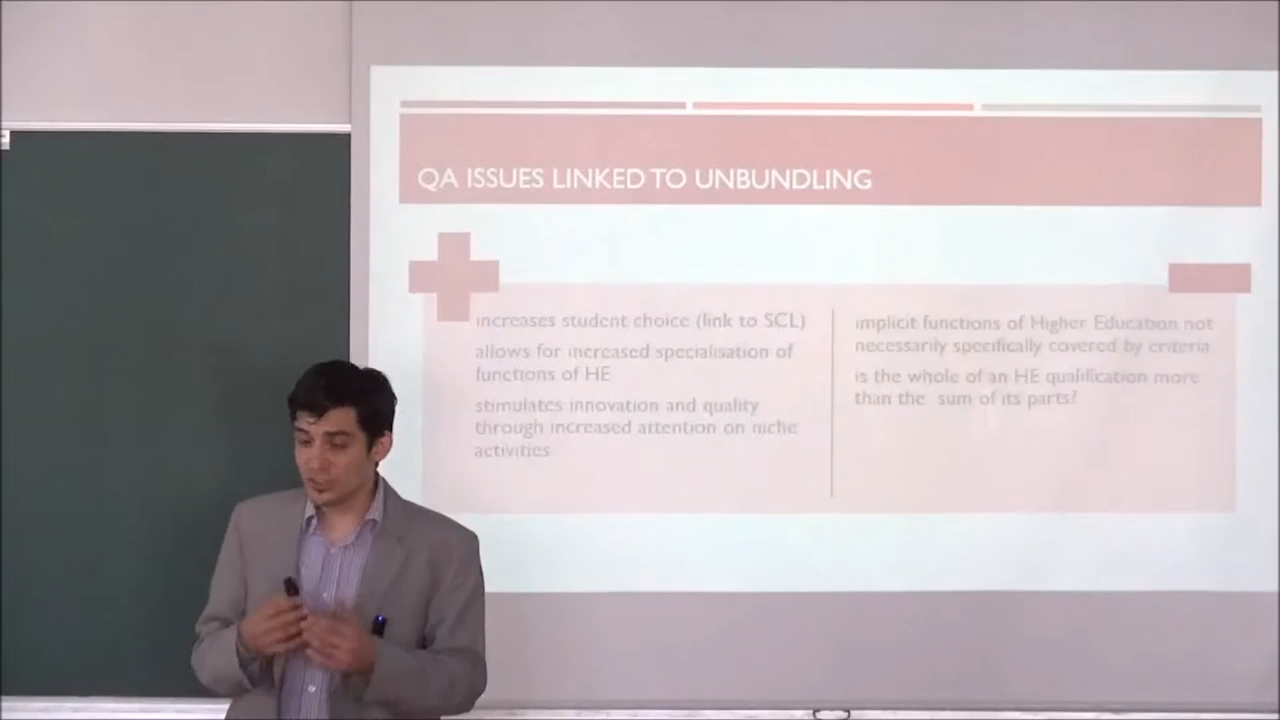 QA ISSUES LINKED TO UNBUNDLING
increases student choice (link to SCL)
allows for increased specialisation of
functions of HE
stimulates innovation and quality
through increased attention on niche
activities
implicit functions of Higher Education not
necessarily specifically covered by criteria
is the whole of an HE qualification more
than the sum of its parts?